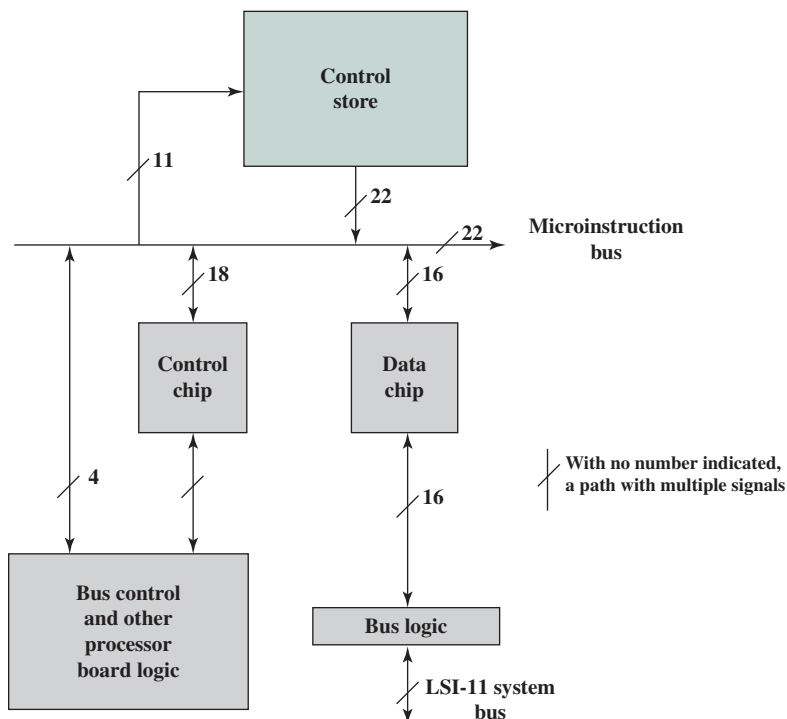 Control
store
11
22
22
Microinstruction
bus
18
16
Control
chip
Data
chip
With no number indicated,
a path with multiple signals
4
16
Bus control
and other
processor
board logic
Bus logic
LSI-11 system
bus